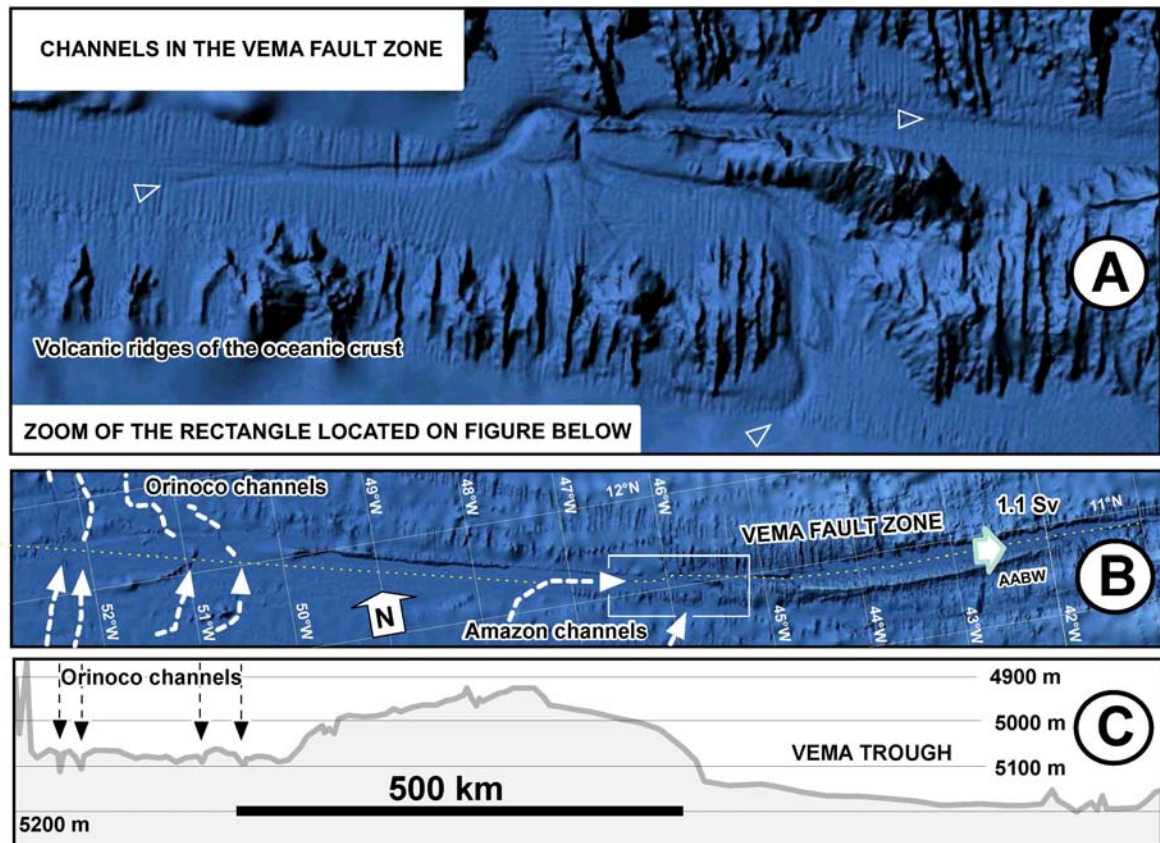 CHANNELS IN THE VEMA FAULT ZONE
A
Volcanic ridges of the oceanic crust
ZOOM OF THE RECTANGLE LOCATED ON FIGURE BELOW
Orinoco channels
49°W
48°W
47°W
12°N
46°W
VEMA FAULT ZONE
1.1 Sv
11°N
AABW
B
52°W
51°W
50°W
N
Amazon channels
45°W
44°W
43°W
42°W
Orinoco channels
4900 m
5000 m
C
VEMA TROUGH
5100 m
500 km
5200 m